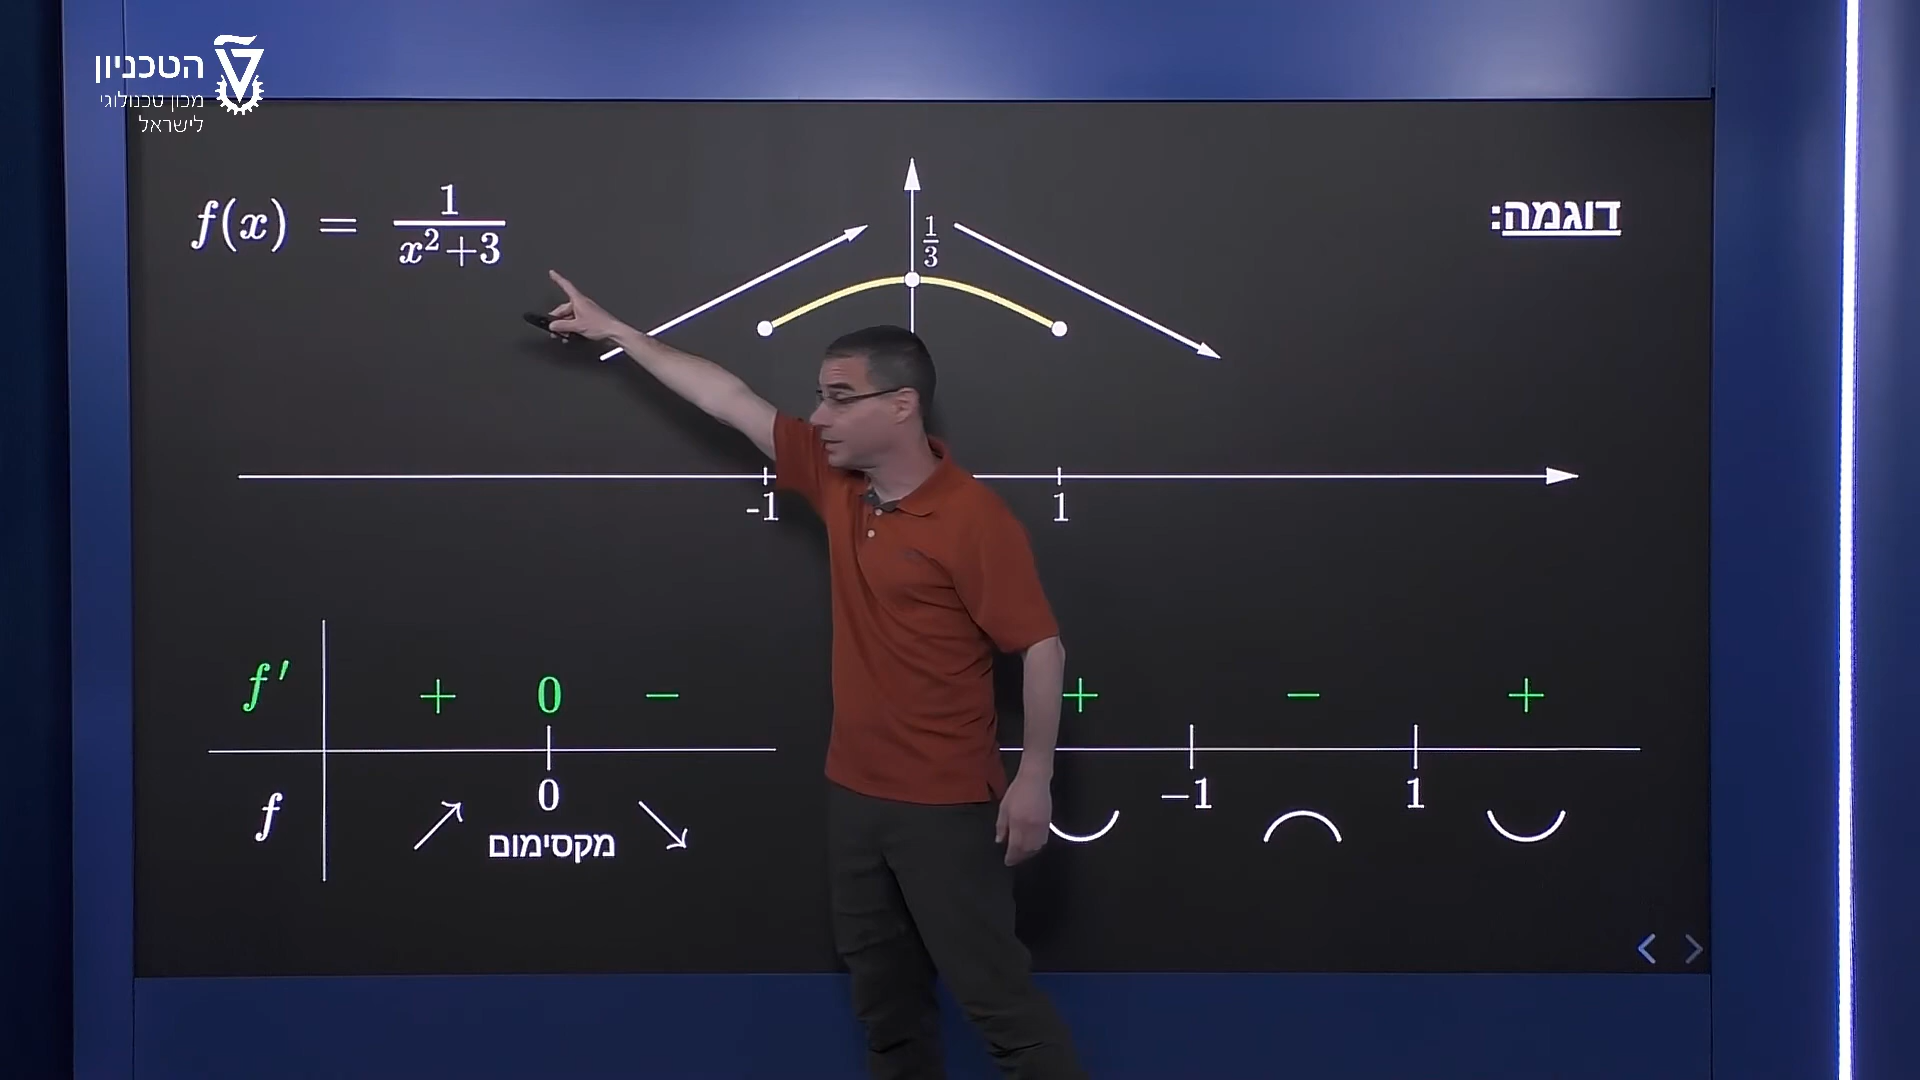 הטכניון
מכון טכנולוגי
לישראל
דוגמה:
f(x) = 1/(x²+3)
1/3
-1 1
f′ + 0 − + − +
0 −1 1
f מקסימום